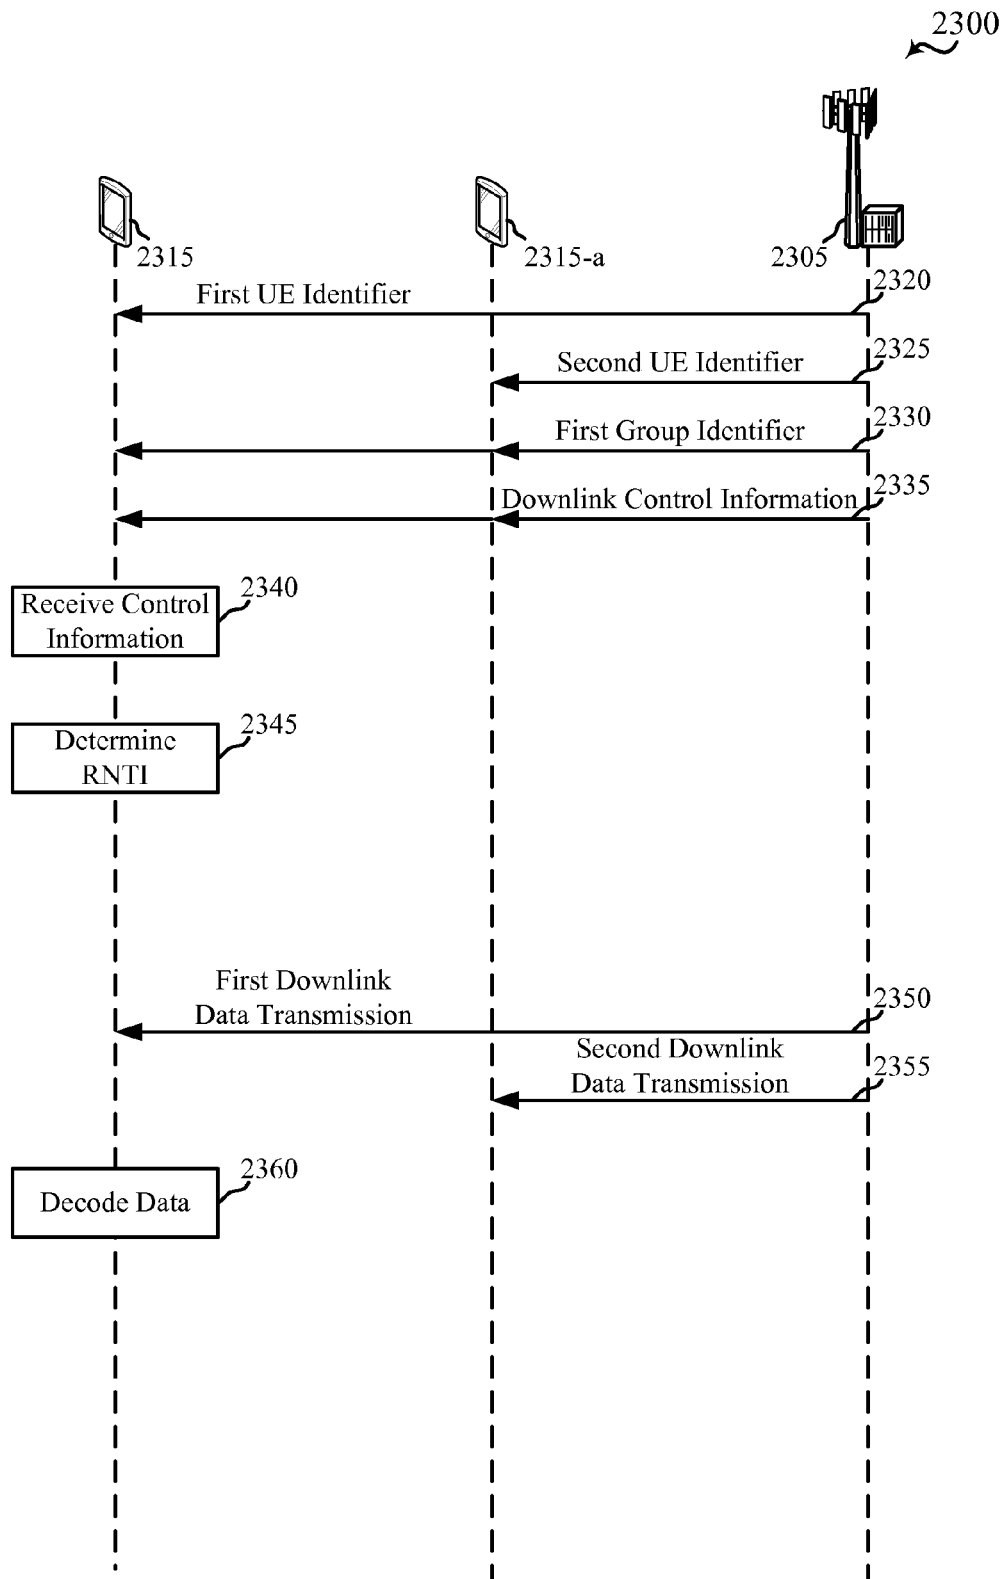 2300
2315
2315-a
2305
First UE Identifier
2320
Second UE Identifier
2325
First Group Identifier
2330
Downlink Control Information
2335
Receive Control
Information
2340
Determine
RNTI
2345
First Downlink
Data Transmission
2350
Second Downlink
Data Transmission
2355
Decode Data
2360